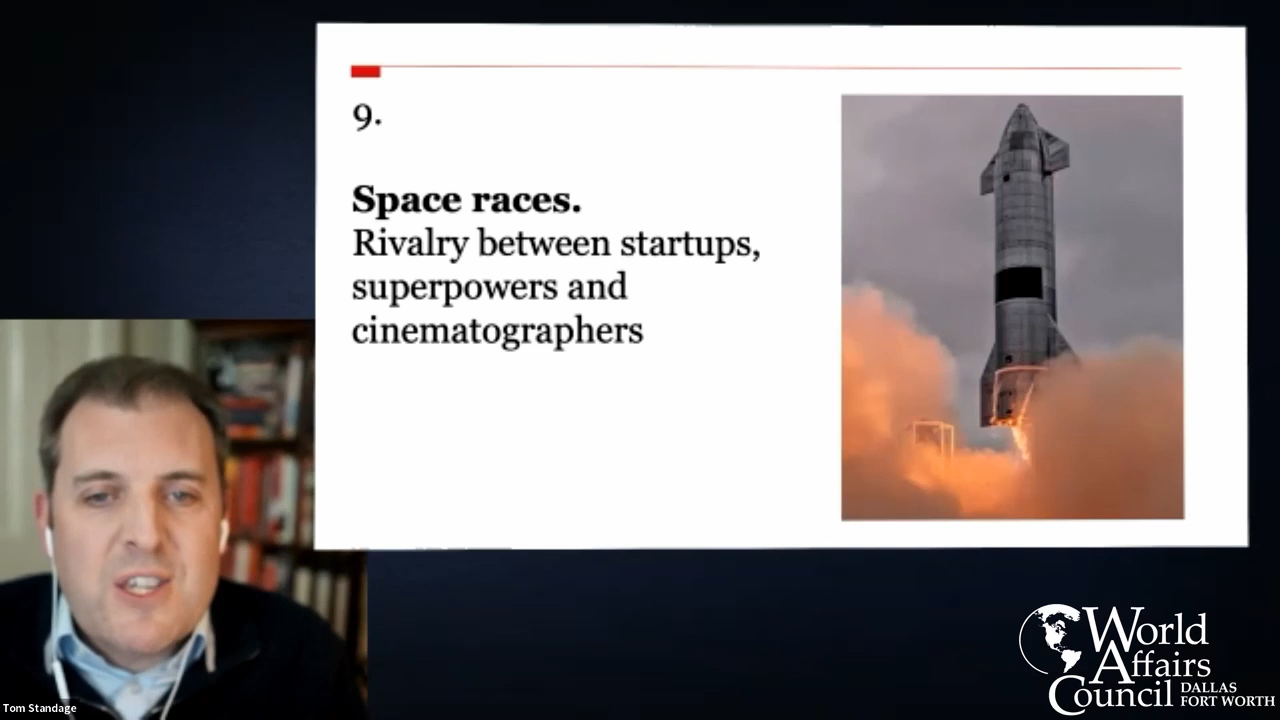 9.
Space races.
Rivalry between startups,
superpowers and
cinematographers
Tom Standage
World
Affairs
Council DALLAS
FORT WORTH